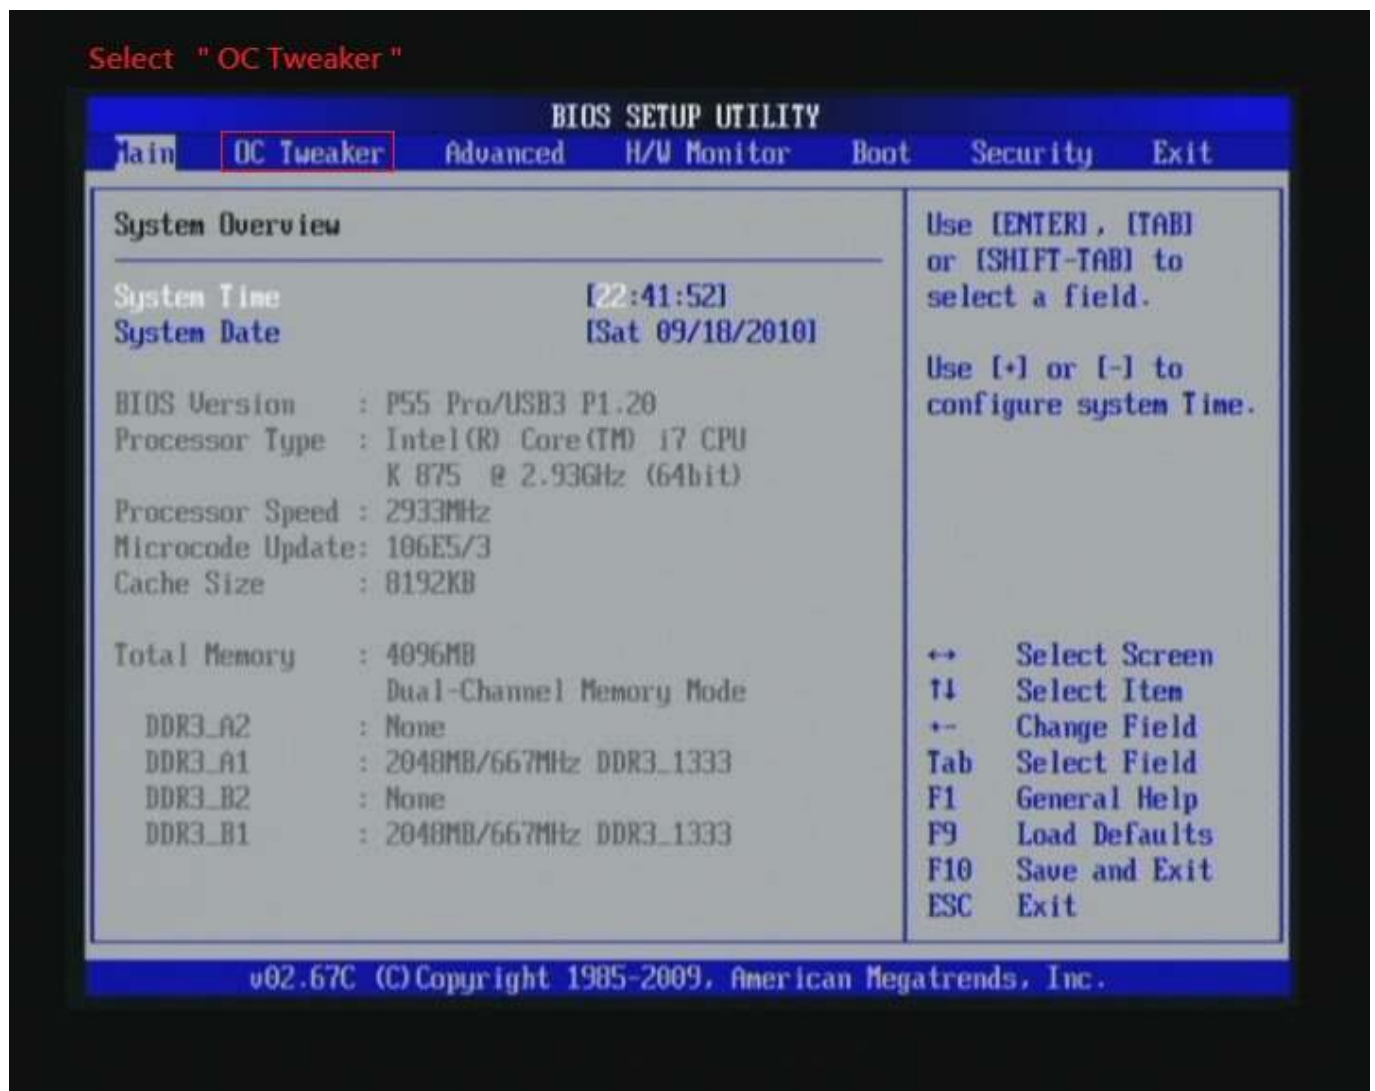 Select " OC Tweaker "
BIOS SETUP UTILITY
Main OC Tweaker Advanced H/W Monitor Boot Security Exit
System Overview
System Time [22:41:52]
System Date [Sat 09/18/2010]
BIOS Version : P55 Pro/USB3 P1.20
Processor Type : Intel(R) Core(TM) i7 CPU
K 875 @ 2.93GHz (64bit)
Processor Speed : 2933MHz
Microcode Update: 106E5/3
Cache Size : 8192KB
Total Memory : 4096MB
Dual-Channel Memory Mode
DDR3_A2 : None
DDR3_A1 : 2048MB/667MHz DDR3_1333
DDR3_B2 : None
DDR3_B1 : 2048MB/667MHz DDR3_1333
Use [ENTER], [TAB]
or [SHIFT-TAB] to
select a field.
Use [+] or [-] to
configure system Time.
↔ Select Screen
↑↓ Select Item
+- Change Field
Tab Select Field
F1 General Help
F9 Load Defaults
F10 Save and Exit
ESC Exit
v02.67C (C)Copyright 1985-2009, American Megatrends, Inc.